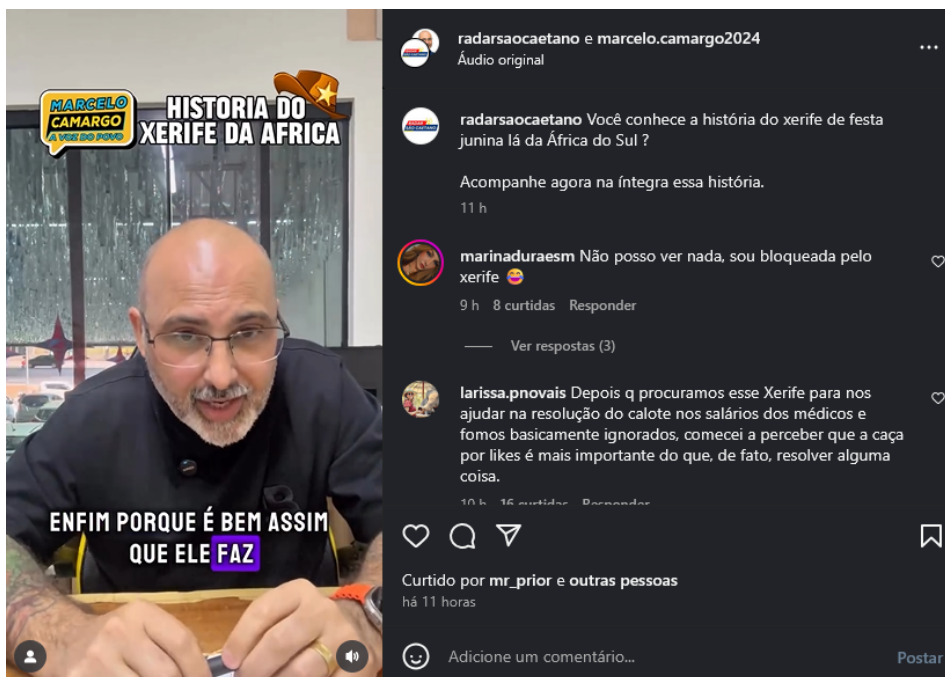 MARCELO
CAMARGO
A VOZ DO POVO
HISTORIA DO
XERIFE DA AFRICA
ENFIM PORQUE É BEM ASSIM
QUE ELE FAZ
radarsaocaetano e marcelo.camargo2024
Áudio original
radarsaocaetano Você conhece a história do xerife de festa
junina lá da África do Sul ?
Acompanhe agora na íntegra essa história.
11 h
marinaduraesm Não posso ver nada, sou bloqueada pelo
xerife 😂
9 h 8 curtidas Responder
Ver respostas (3)
larissa.pnovais Depois q procuramos esse Xerife para nos
ajudar na resolução do calote nos salários dos médicos e
fomos basicamente ignorados, comecei a perceber que a caça
por likes é mais importante do que, de fato, resolver alguma
coisa.
10 h 16 curtidas Responder
Curtido por mr_prior e outras pessoas
há 11 horas
Adicione um comentário...
Postar